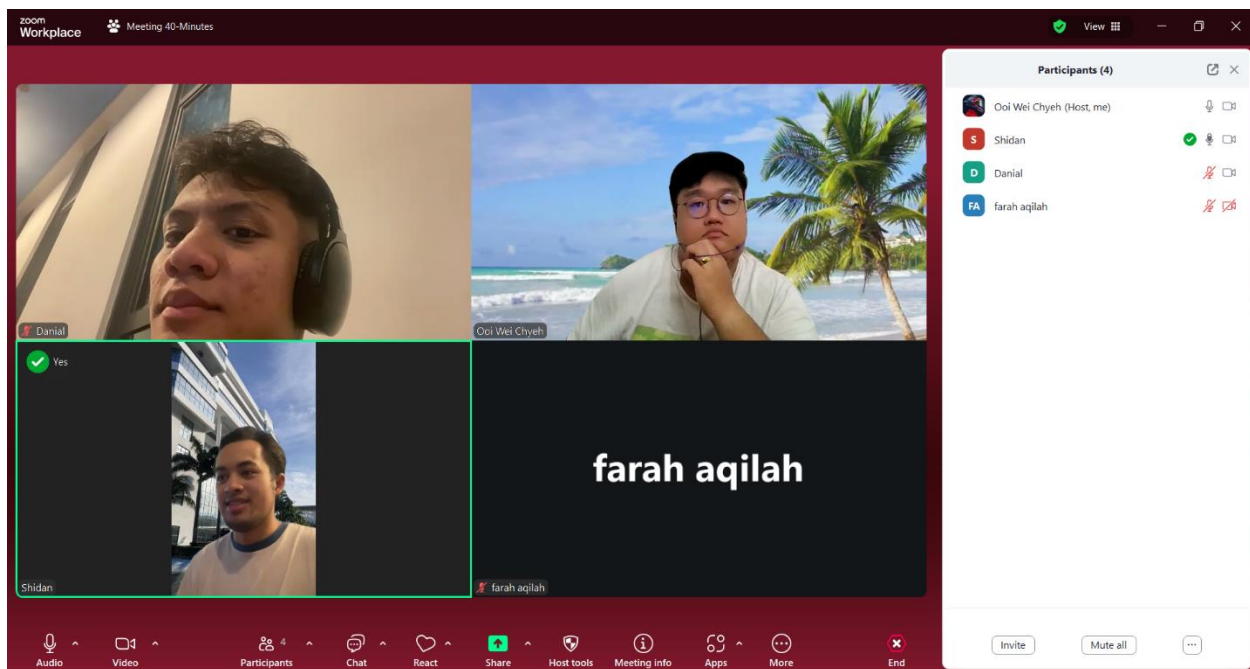 zoom
Workplace
Meeting 40-Minutes
View
Participants (4)
Ooi Wei Chyeh (Host, me)
S Shidan
D Danial
FA farah aqilah
Danial
Ooi Wei Chyeh
Yes
Shidan
farah aqilah
farah aqilah
Audio
Video
4
Participants
Chat
React
Share
Host tools
Meeting info
Apps
More
End
Invite
Mute all